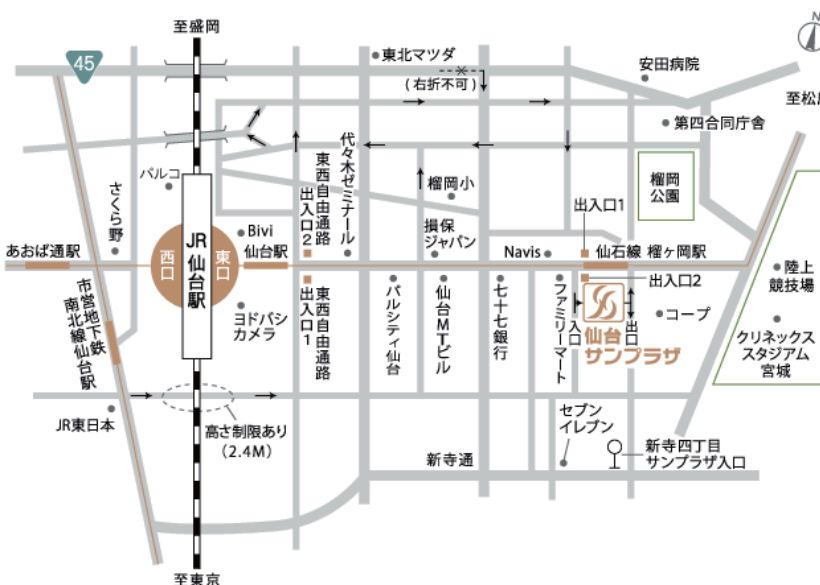 至盛岡
N
45
東北マツダ
(右折不可)
安田病院
至松島
第四合同庁舎
パルコ
さくら野
榴岡小
代々木ゼミナール
東西自由通路
出入口2
榴岡
公園
出入口1
Bivi
仙台駅
損保
ジャパン
あおば通駅
西口
JR仙台駅
東口
Navis
仙石線 榴ヶ岡駅
陸上
競技場
出入口2
市営地下鉄
南北線仙台駅
ヨドバシ
カメラ
東西自由通路
出入口1
パルシティ仙台
仙台MTビル
七十七銀行
ファミリーマート
入口
出口
仙台
サンプラザ
コープ
クリネックス
スタジアム
宮城
JR東日本
高さ制限あり
(2.4M)
セブン
イレブン
新寺通
新寺四丁目
サンプラザ入口
至東京